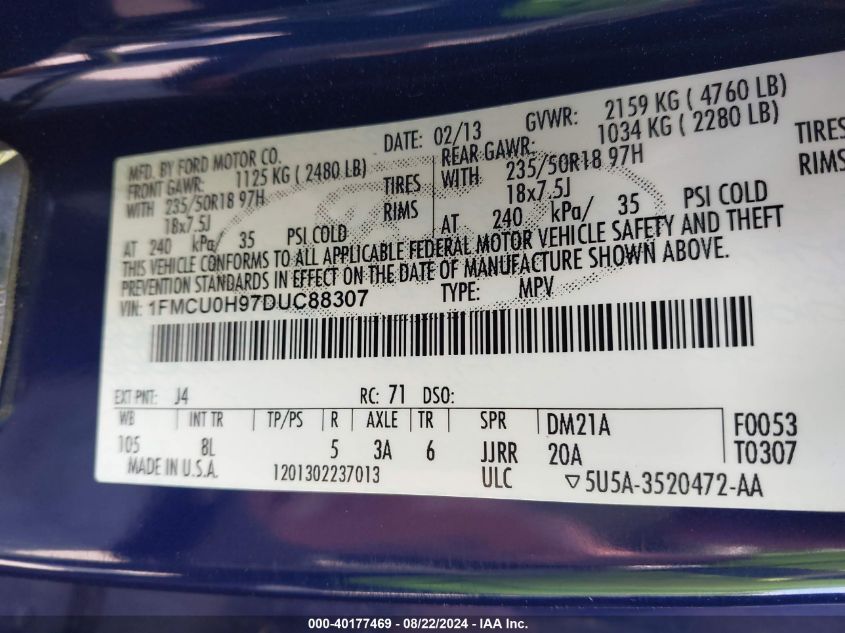 MFD. BY FORD MOTOR CO. DATE: 02/13 GVWR: 2159 KG ( 4760 LB)
FRONT GAWR: 1125 KG ( 2480 LB) REAR GAWR: 1034 KG ( 2280 LB)
WITH 235/50R18 97H TIRES WITH 235/50R18 97H TIRES
18x7.5J RIMS 18x7.5J RIMS
AT 240 kPa/ 35 PSI COLD AT 240 kPa/ 35 PSI COLD
THIS VEHICLE CONFORMS TO ALL APPLICABLE FEDERAL MOTOR VEHICLE SAFETY AND THEFT
PREVENTION STANDARDS IN EFFECT ON THE DATE OF MANUFACTURE SHOWN ABOVE.
VIN: 1FMCU0H97DUC88307 TYPE: MPV
EXT PNT: J4 RC: 71 DSO:
WB INT TR TP/PS R AXLE TR SPR DM21A F0053
105 8L 5 3A 6 JJRR 20A T0307
MADE IN U.S.A. 1201302237013 ULC ▽5U5A-3520472-AA
000-40177469 - 08/22/2024 - IAA Inc.